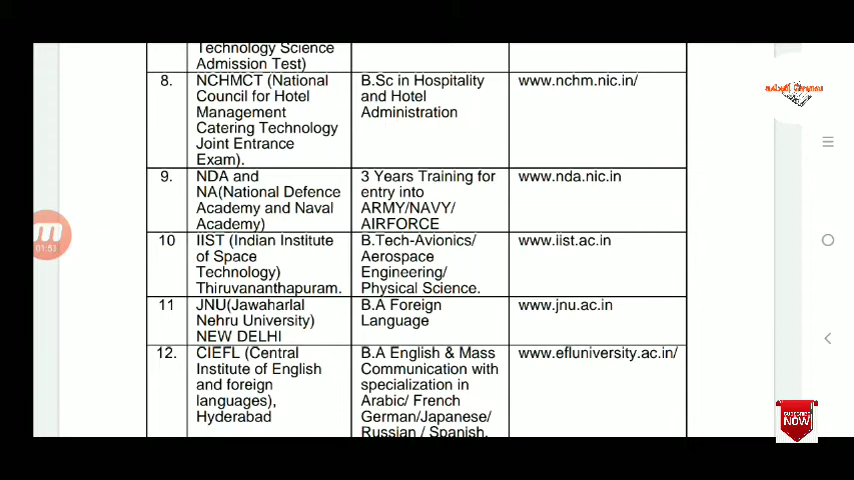 Technology Science
Admission Test)
8.
NCHMCT (National
Council for Hotel
Management
Catering Technology
Joint Entrance
Exam).
B.Sc in Hospitality
and Hotel
Administration
www.nchm.nic.in/
9.
NDA and
NA(National Defence
Academy and Naval
Academy)
3 Years Training for
entry into
ARMY/NAVY/
AIRFORCE
www.nda.nic.in
10
IIST (Indian Institute
of Space
Technology)
Thiruvananthapuram.
B.Tech-Avionics/
Aerospace
Engineering/
Physical Science.
www.iist.ac.in
11
JNU(Jawaharlal
Nehru University)
NEW DELHI
B.A Foreign
Language
www.jnu.ac.in
12.
CIEFL (Central
Institute of English
and foreign
languages),
Hyderabad
B.A English & Mass
Communication with
specialization in
Arabic/ French
German/Japanese/
Russian / Spanish.
www.efluniversity.ac.in/
01:53
SUBSCRIBE
NOW